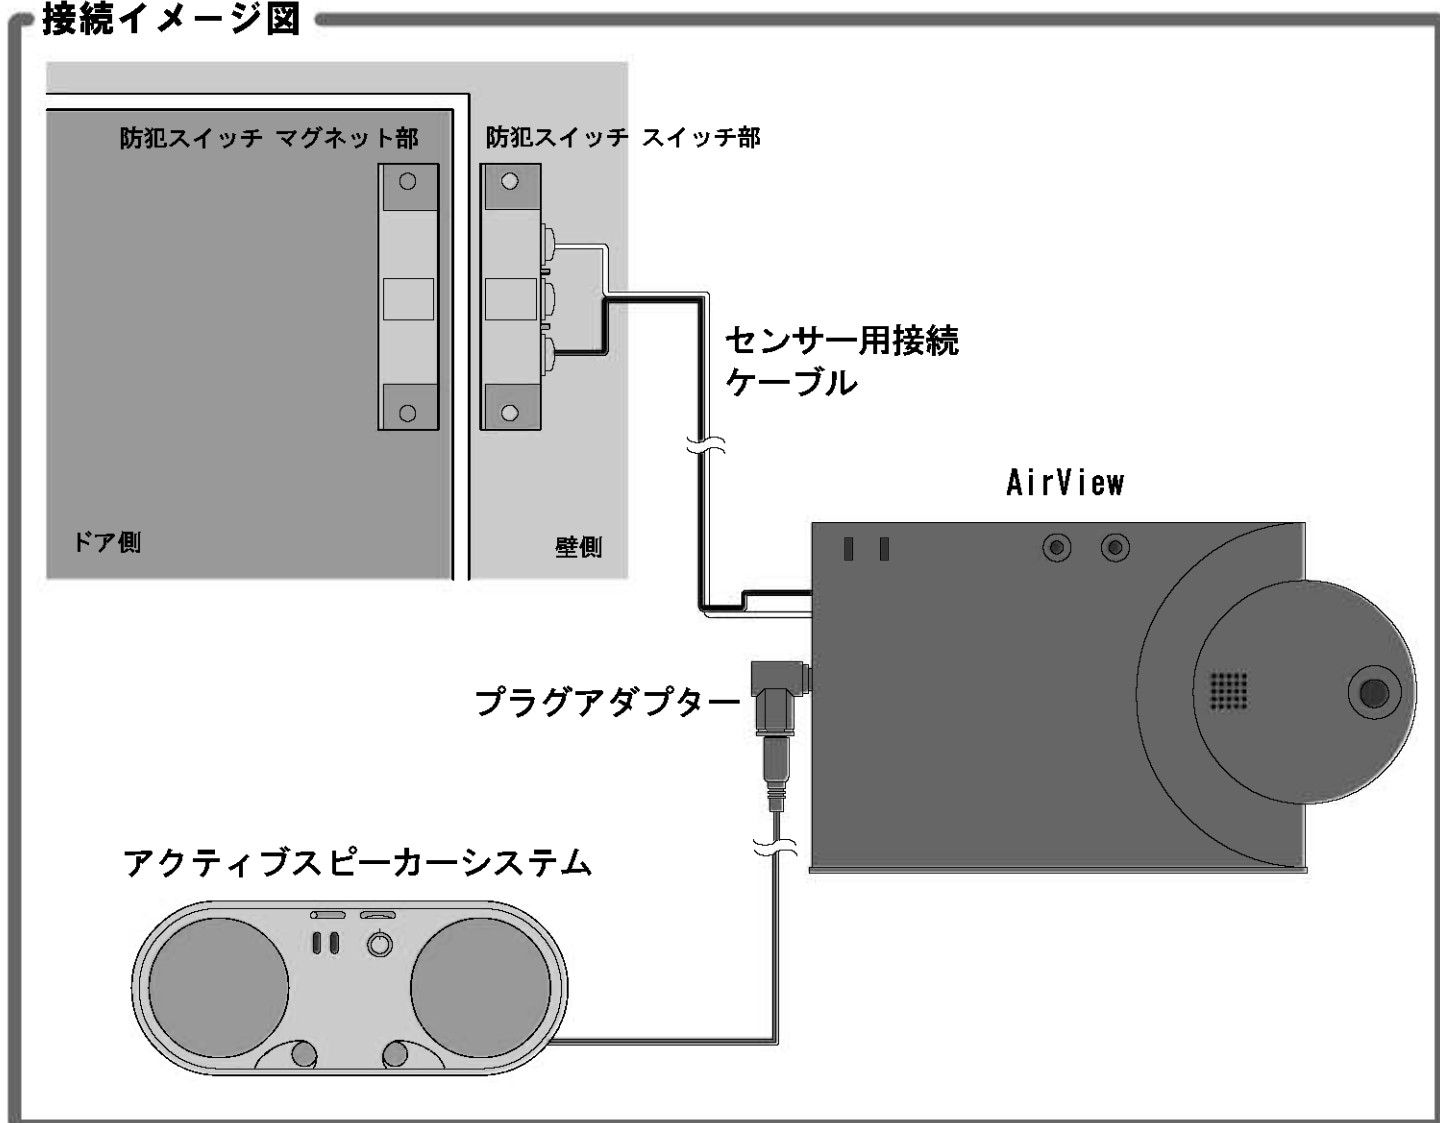 接続イメージ図
防犯スイッチ マグネット部
防犯スイッチ スイッチ部
センサー用接続
ケーブル
AirView
ドア側
壁側
プラグアダプター
アクティブスピーカーシステム